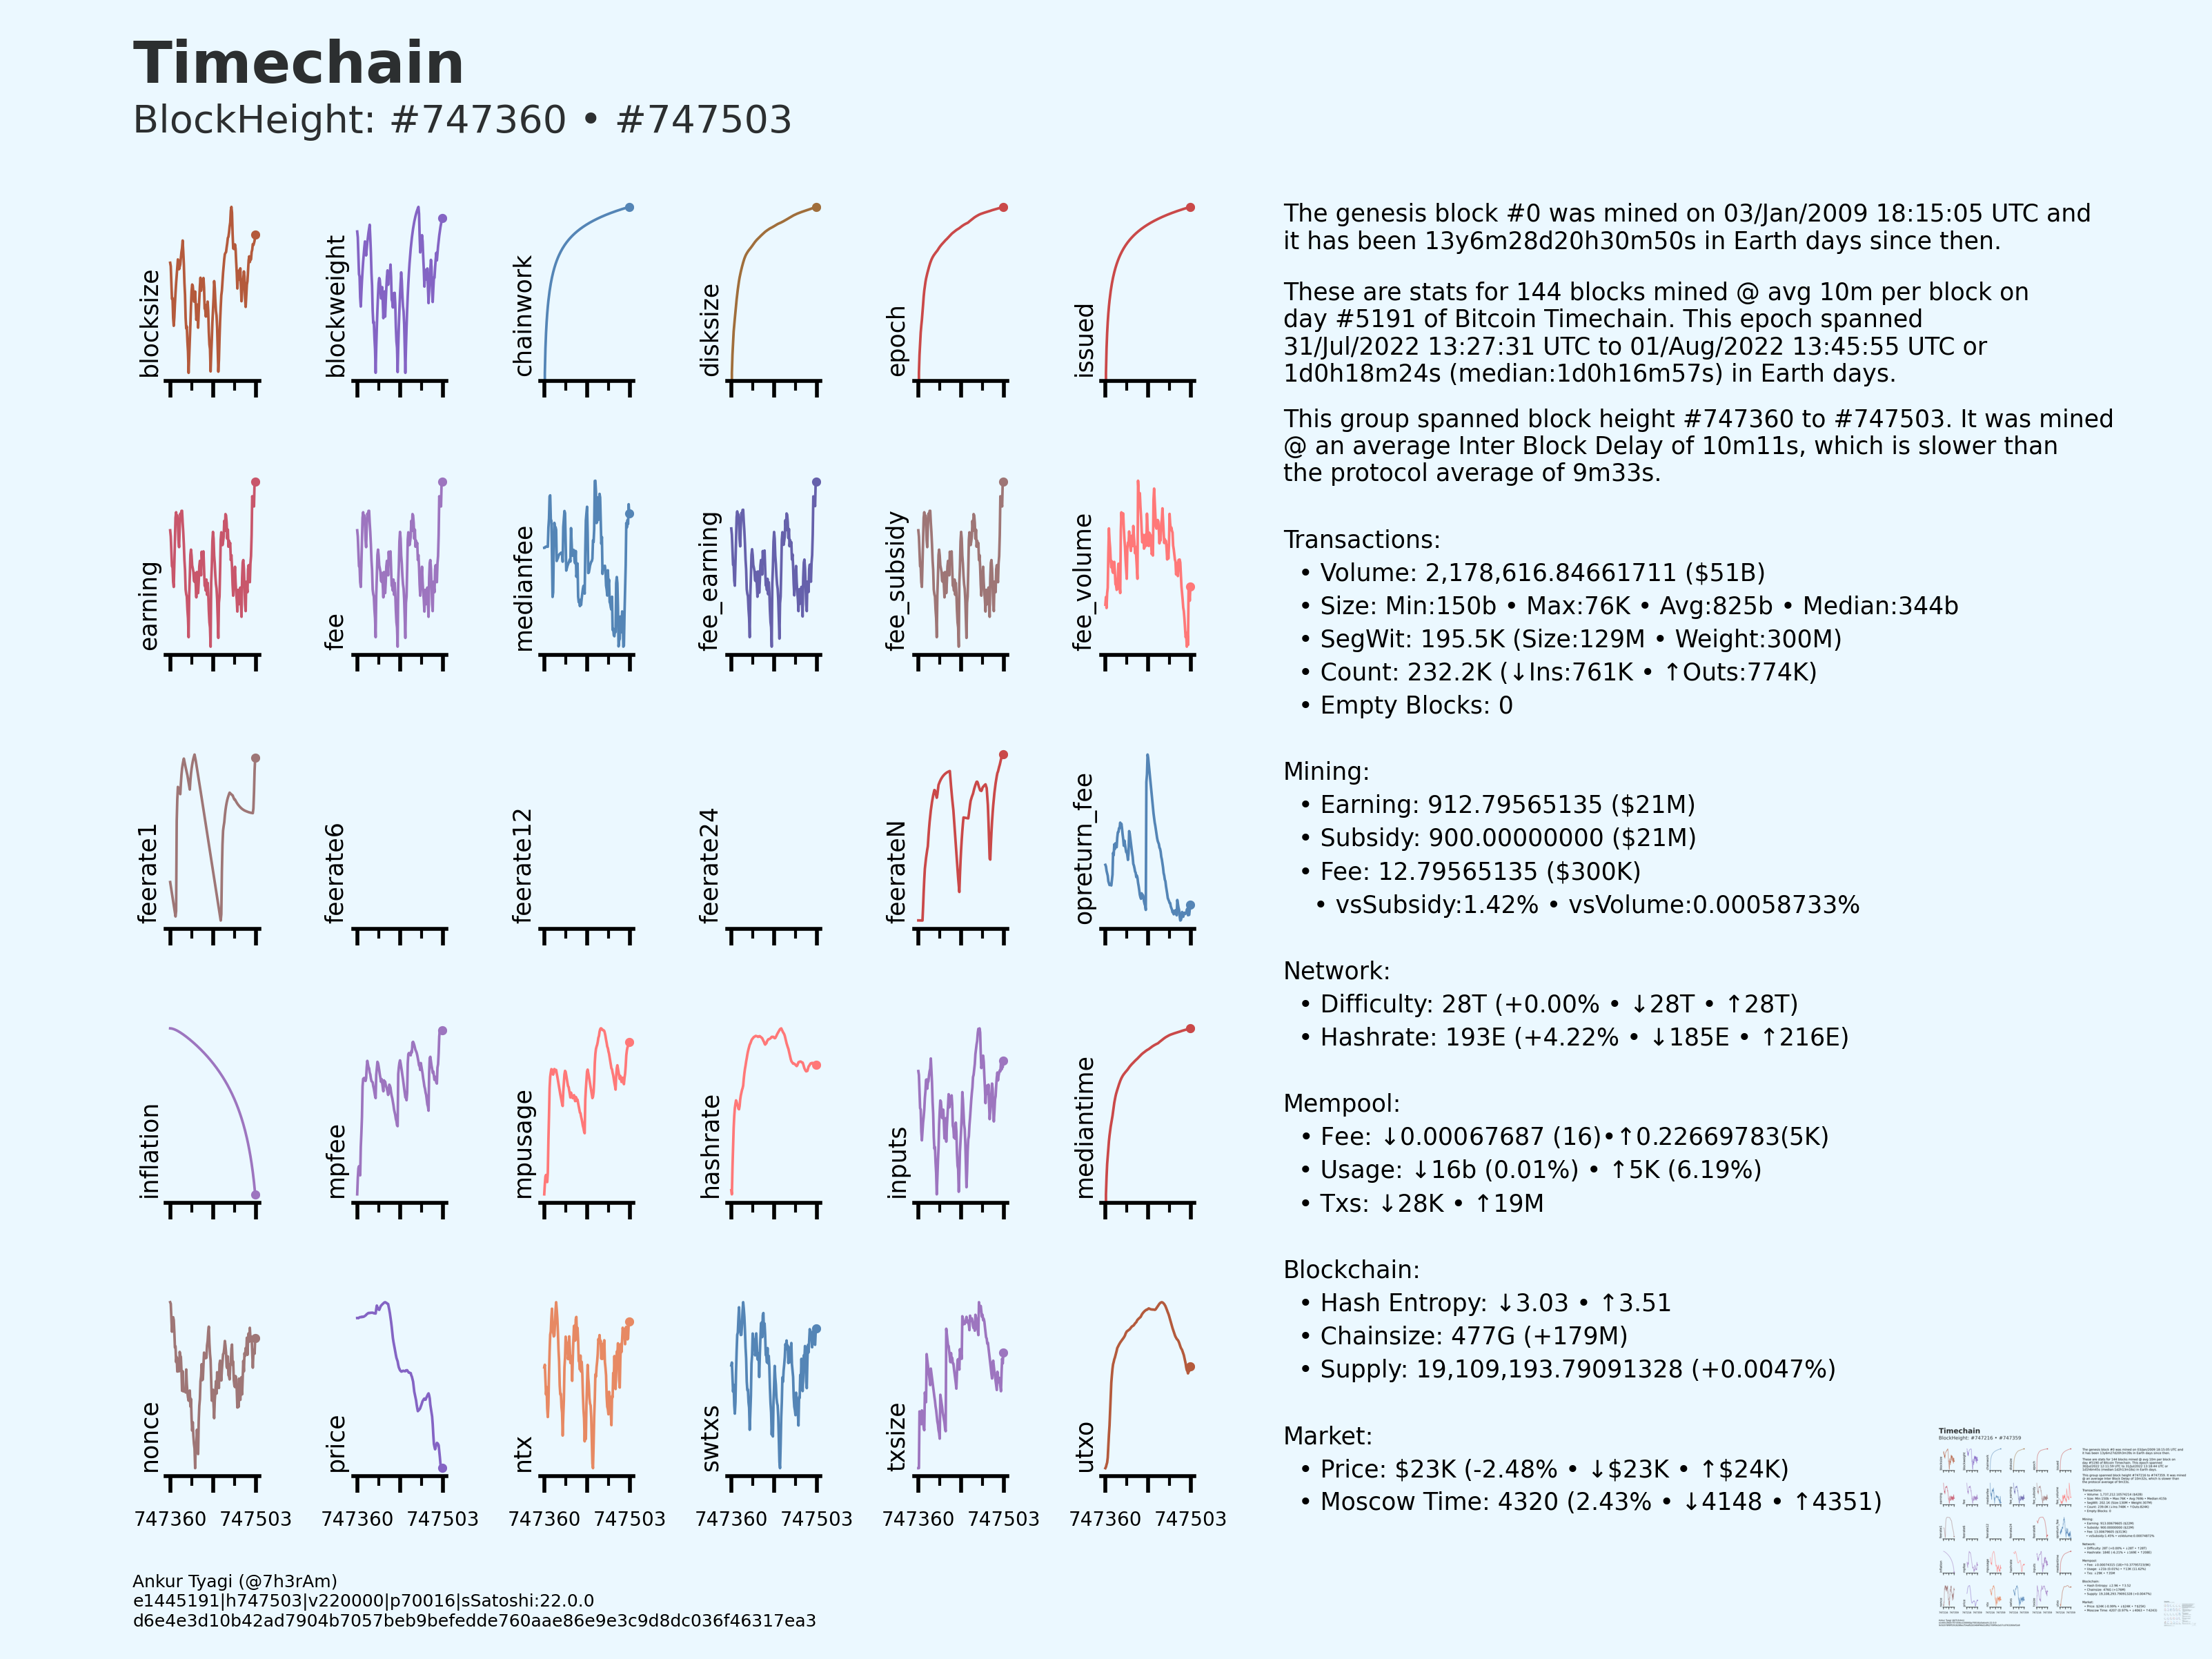 Timechain
BlockHeight: #747360 • #747503
blocksize
blockweight
chainwork
disksize
epoch
issued
earning
fee
medianfee
fee_earning
fee_subsidy
fee_volume
feerate1
feerate6
feerate12
feerate24
feerateN
opreturn_fee
inflation
mpfee
mpusage
hashrate
inputs
mediantime
nonce
price
ntx
swtxs
txsize
utxo
747360 747503 747360 747503 747360 747503 747360 747503 747360 747503 747360 747503
The genesis block #0 was mined on 03/Jan/2009 18:15:05 UTC and
it has been 13y6m28d20h30m50s in Earth days since then.
These are stats for 144 blocks mined @ avg 10m per block on
day #5191 of Bitcoin Timechain. This epoch spanned
31/Jul/2022 13:27:31 UTC to 01/Aug/2022 13:45:55 UTC or
1d0h18m24s (median:1d0h16m57s) in Earth days.
This group spanned block height #747360 to #747503. It was mined
@ an average Inter Block Delay of 10m11s, which is slower than
the protocol average of 9m33s.
Transactions:
• Volume: 2,178,616.84661711 ($51B)
• Size: Min:150b • Max:76K • Avg:825b • Median:344b
• SegWit: 195.5K (Size:129M • Weight:300M)
• Count: 232.2K (↓Ins:761K • ↑Outs:774K)
• Empty Blocks: 0
Mining:
• Earning: 912.79565135 ($21M)
• Subsidy: 900.00000000 ($21M)
• Fee: 12.79565135 ($300K)
• vsSubsidy:1.42% • vsVolume:0.00058733%
Network:
• Difficulty: 28T (+0.00% • ↓28T • ↑28T)
• Hashrate: 193E (+4.22% • ↓185E • ↑216E)
Mempool:
• Fee: ↓0.00067687 (16)•↑0.22669783(5K)
• Usage: ↓16b (0.01%) • ↑5K (6.19%)
• Txs: ↓28K • ↑19M
Blockchain:
• Hash Entropy: ↓3.03 • ↑3.51
• Chainsize: 477G (+179M)
• Supply: 19,109,193.79091328 (+0.0047%)
Market:
• Price: $23K (-2.48% • ↓$23K • ↑$24K)
• Moscow Time: 4320 (2.43% • ↓4148 • ↑4351)
Ankur Tyagi (@7h3rAm)
e1445191|h747503|v220000|p70016|sSatoshi:22.0.0
d6e4e3d10b42ad7904b7057beb9befedde760aae86e9e3c9d8dc036f46317ea3
Timechain
BlockHeight: #747216 • #747359